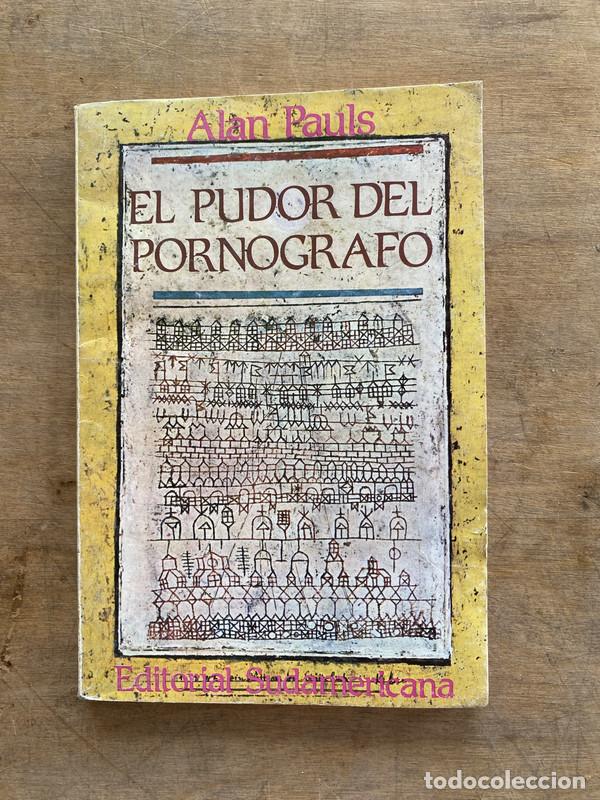 Alan Pauls
EL PUDOR DEL
PORNOGRAFO
Editorial Sudamericana
todocoleccion